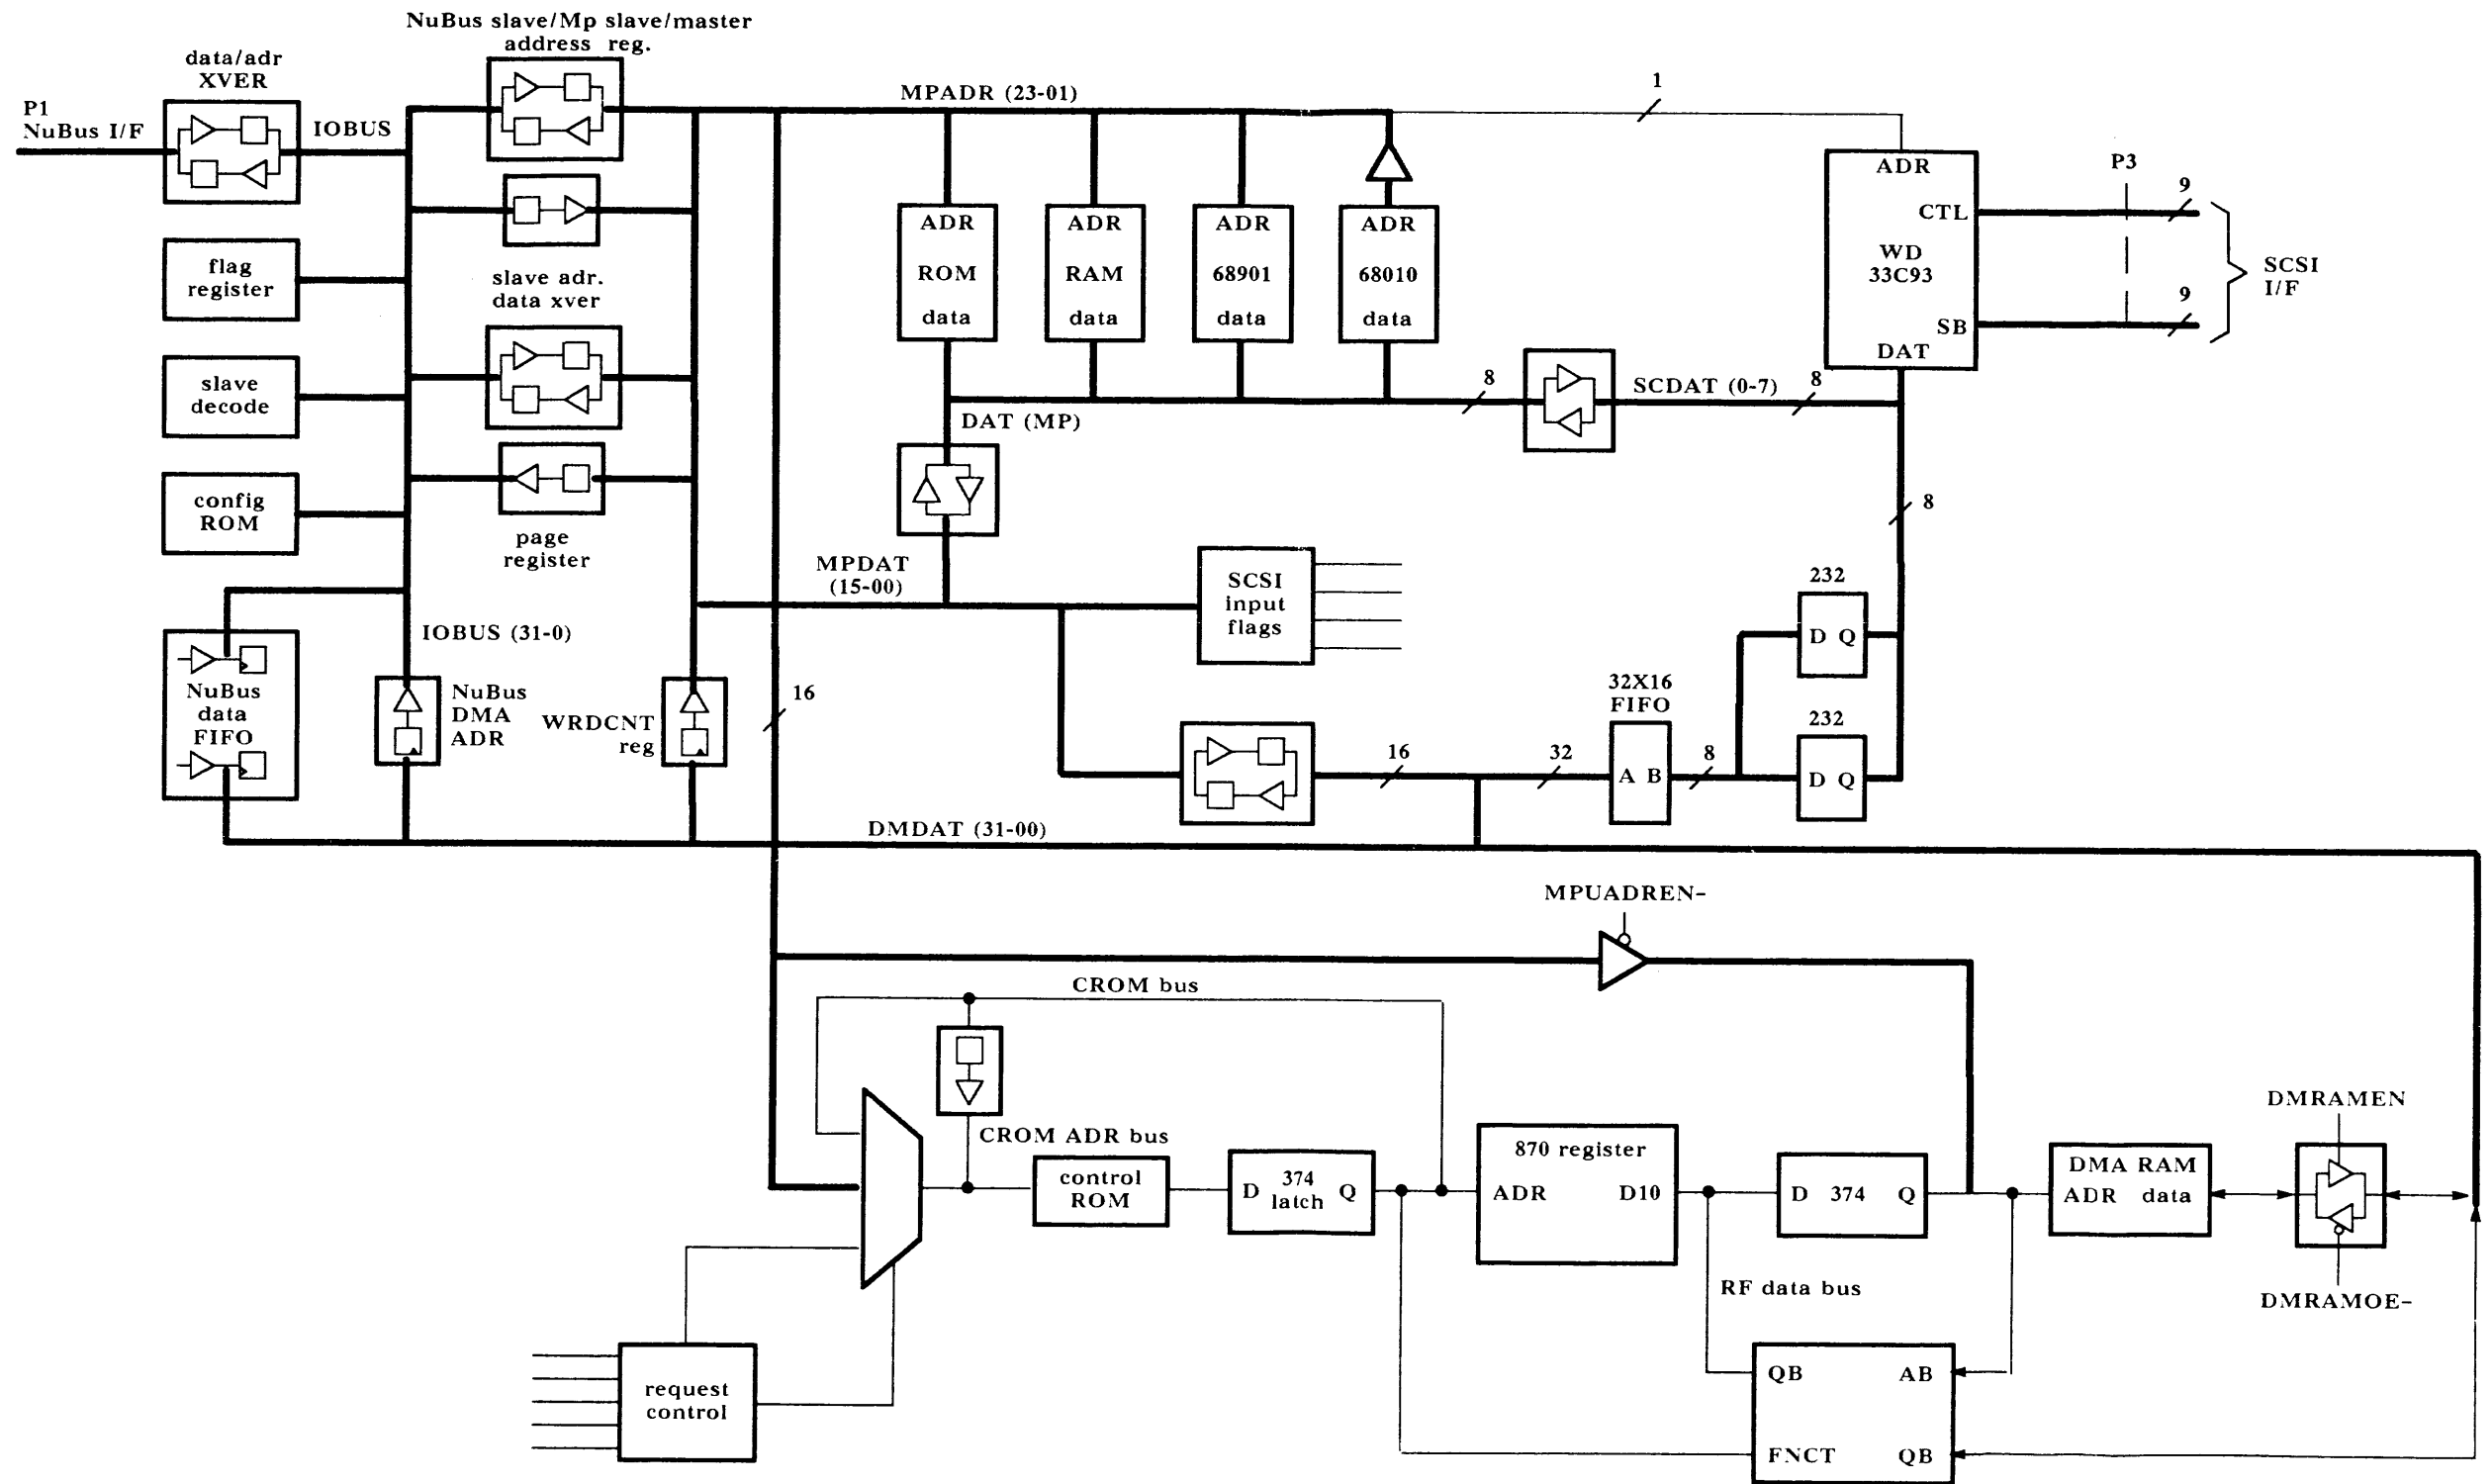 NuBus slave/Mp slave/master
address reg.
data/adr
XVER
P1
NuBus I/F
IOBUS
MPADR (23-01)
1
flag
register
slave adr.
data xver
slave
decode
config
ROM
page
register
IOBUS (31-0)
NuBus
data
FIFO
NuBus
DMA
ADR
WRDCNT
reg
16
ADR
ROM
data
ADR
RAM
data
ADR
68901
data
ADR
68010
data
ADR
CTL
WD
33C93
SB
DAT
P3
9
9
SCSI
I/F
DAT (MP)
8
SCDAT (0-7)
8
8
MPDAT
(15-00)
SCSI
input
flags
232
D Q
232
D Q
32X16
FIFO
A B
16
32
8
DMDAT (31-00)
MPUADREN-
CROM bus
CROM ADR bus
control
ROM
D 374 Q
latch
870 register
ADR D10
D 374 Q
DMA RAM
ADR data
DMRAMEN
DMRAMOE-
RF data bus
request
control
QB AB
FNCT QB